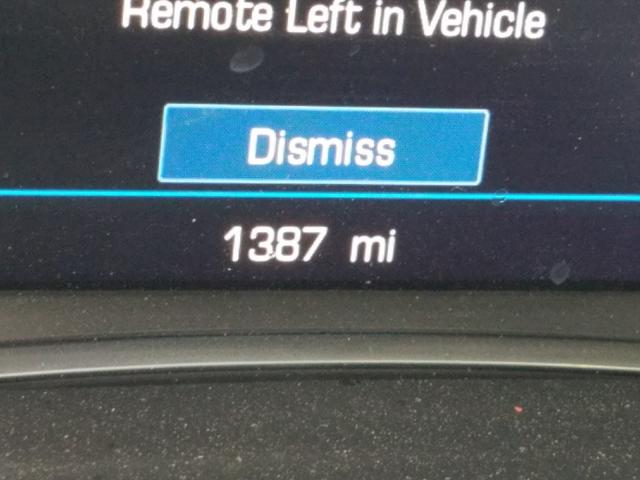 Remote Left in Vehicle
Dismiss
1387 mi